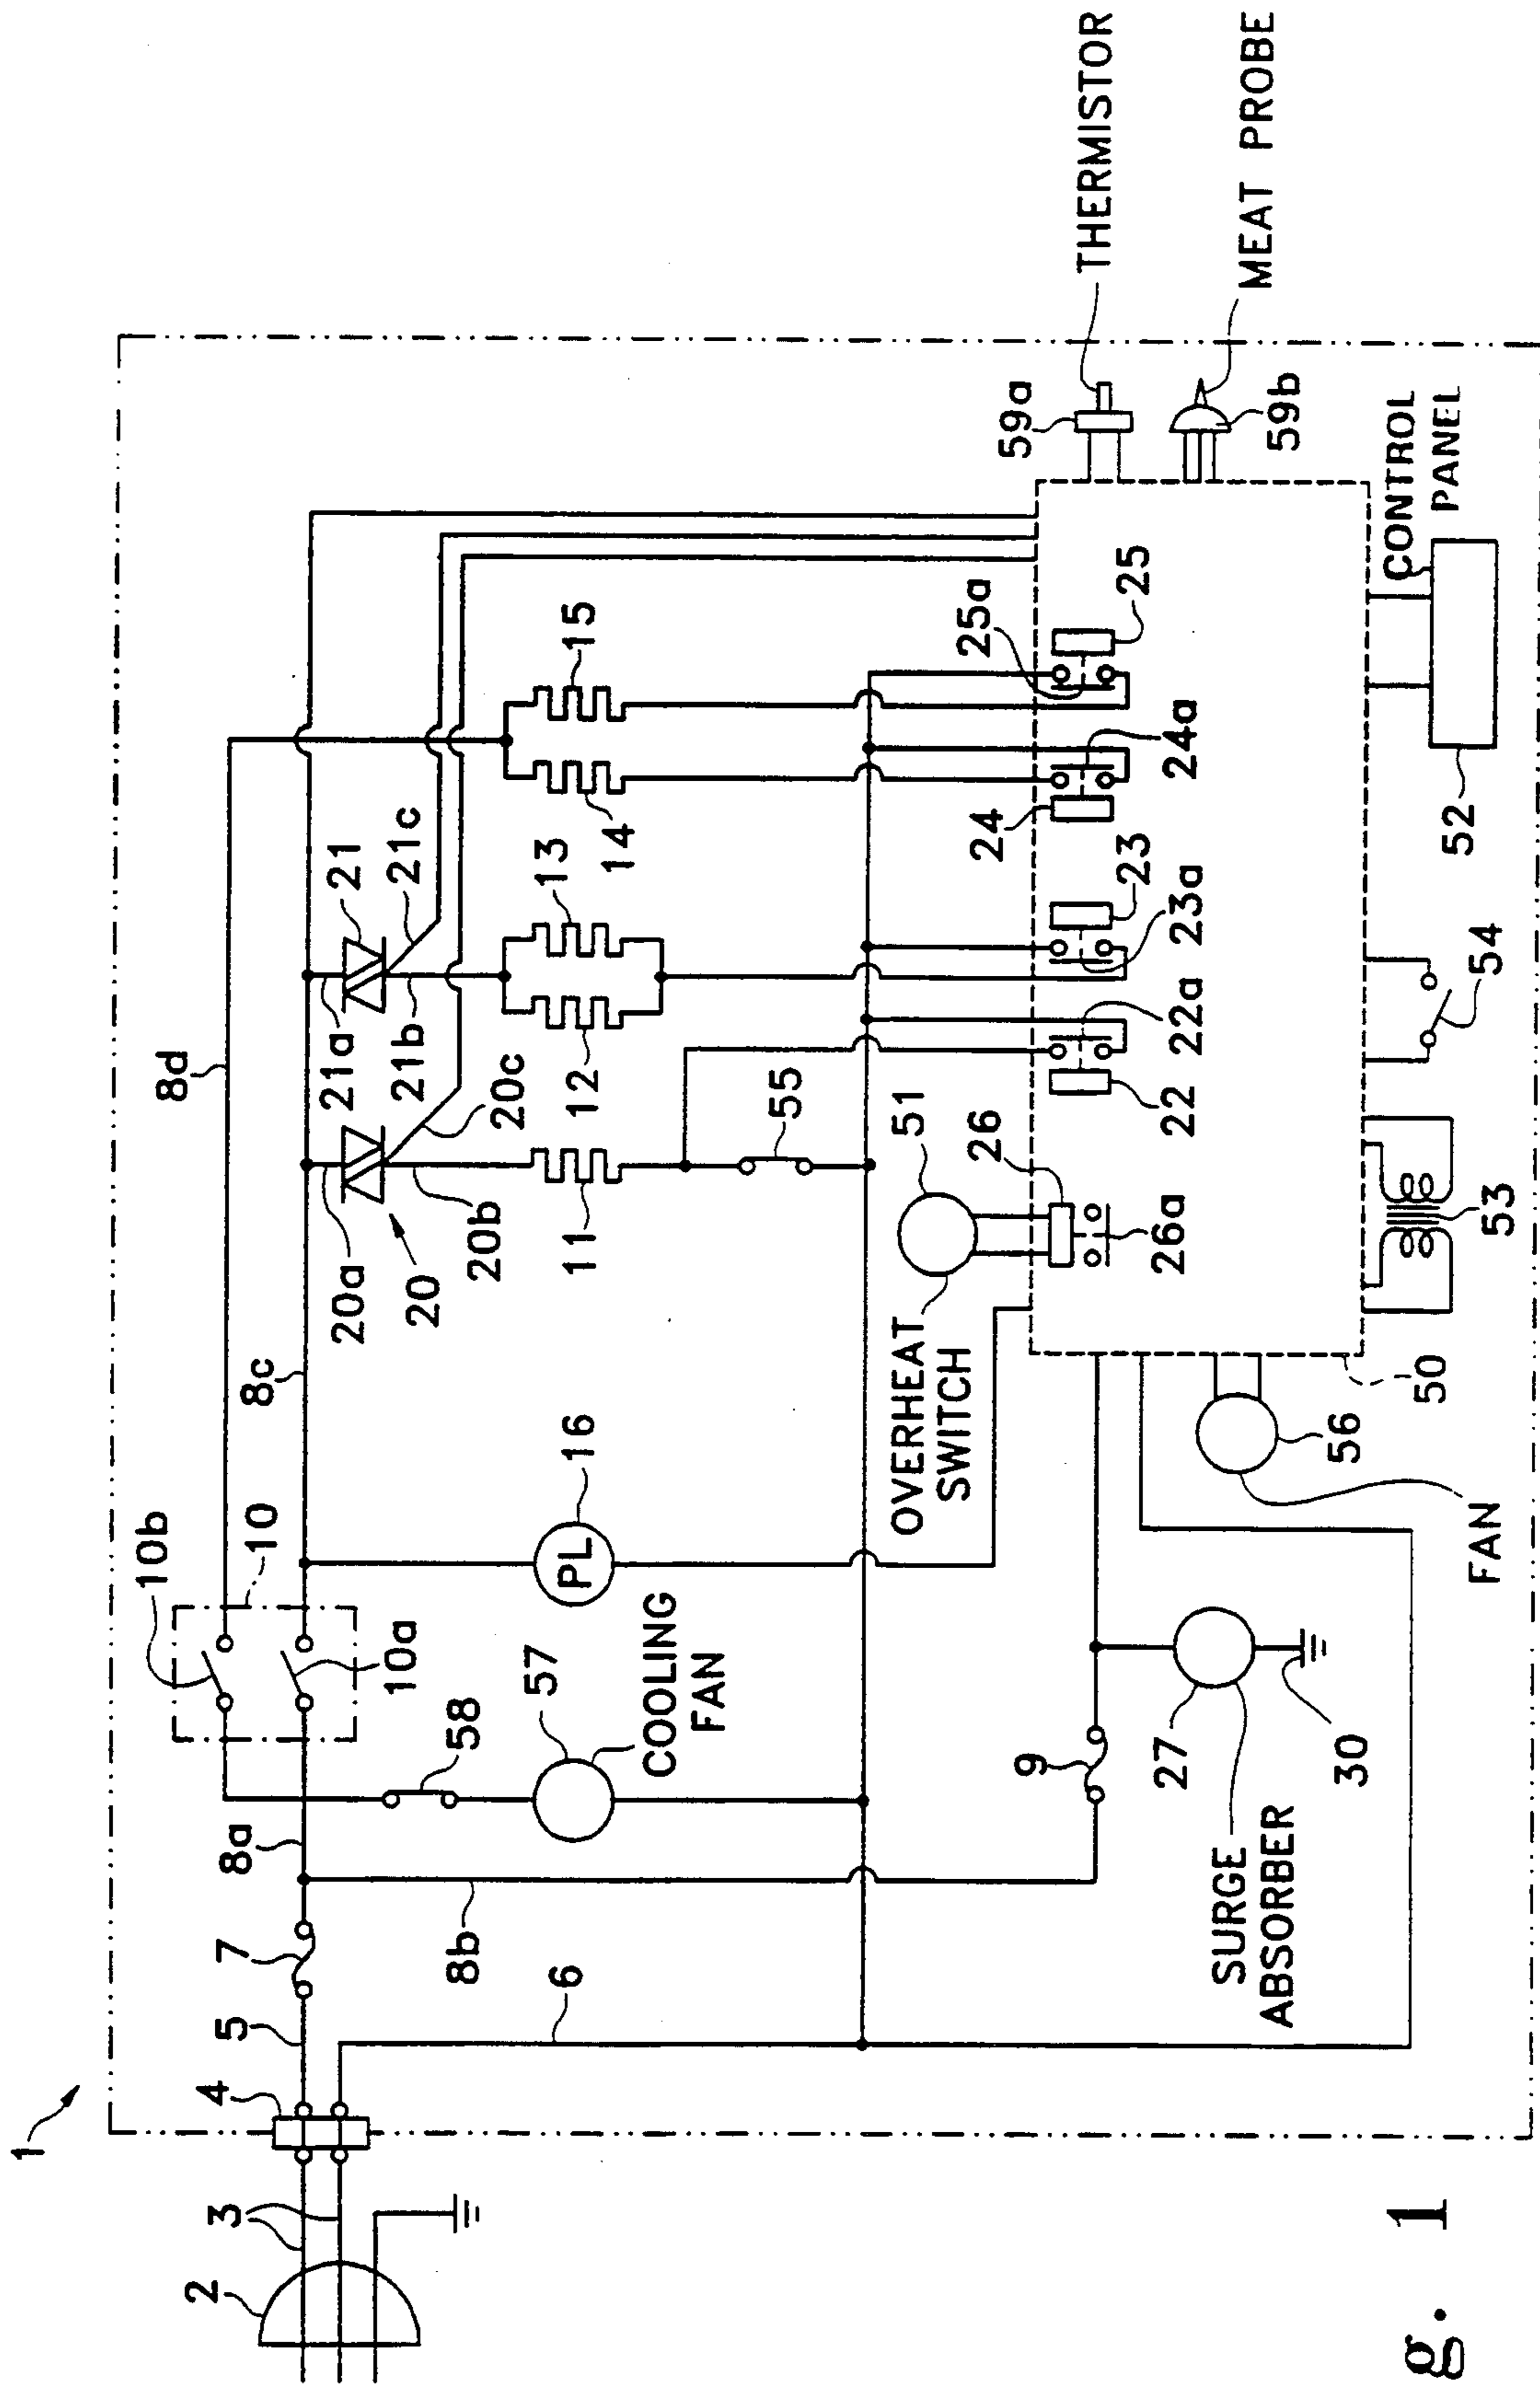 1
2
3
4
5
6
7
8a
8b
8c
8d
9
10
10a
10b
16
PL
57
58
COOLING
FAN
20
20a
20b
20c
21
21a
21b
21c
11
12
13
14
15
55
51
OVERHEAT
SWITCH
26
26a
22
22a
23
23a
24
24a
25
25a
27
SURGE
ABSORBER
30
56
FAN
50
53
54
52
CONTROL
PANEL
59a
THERMISTOR
59b
MEAT PROBE
g. 1